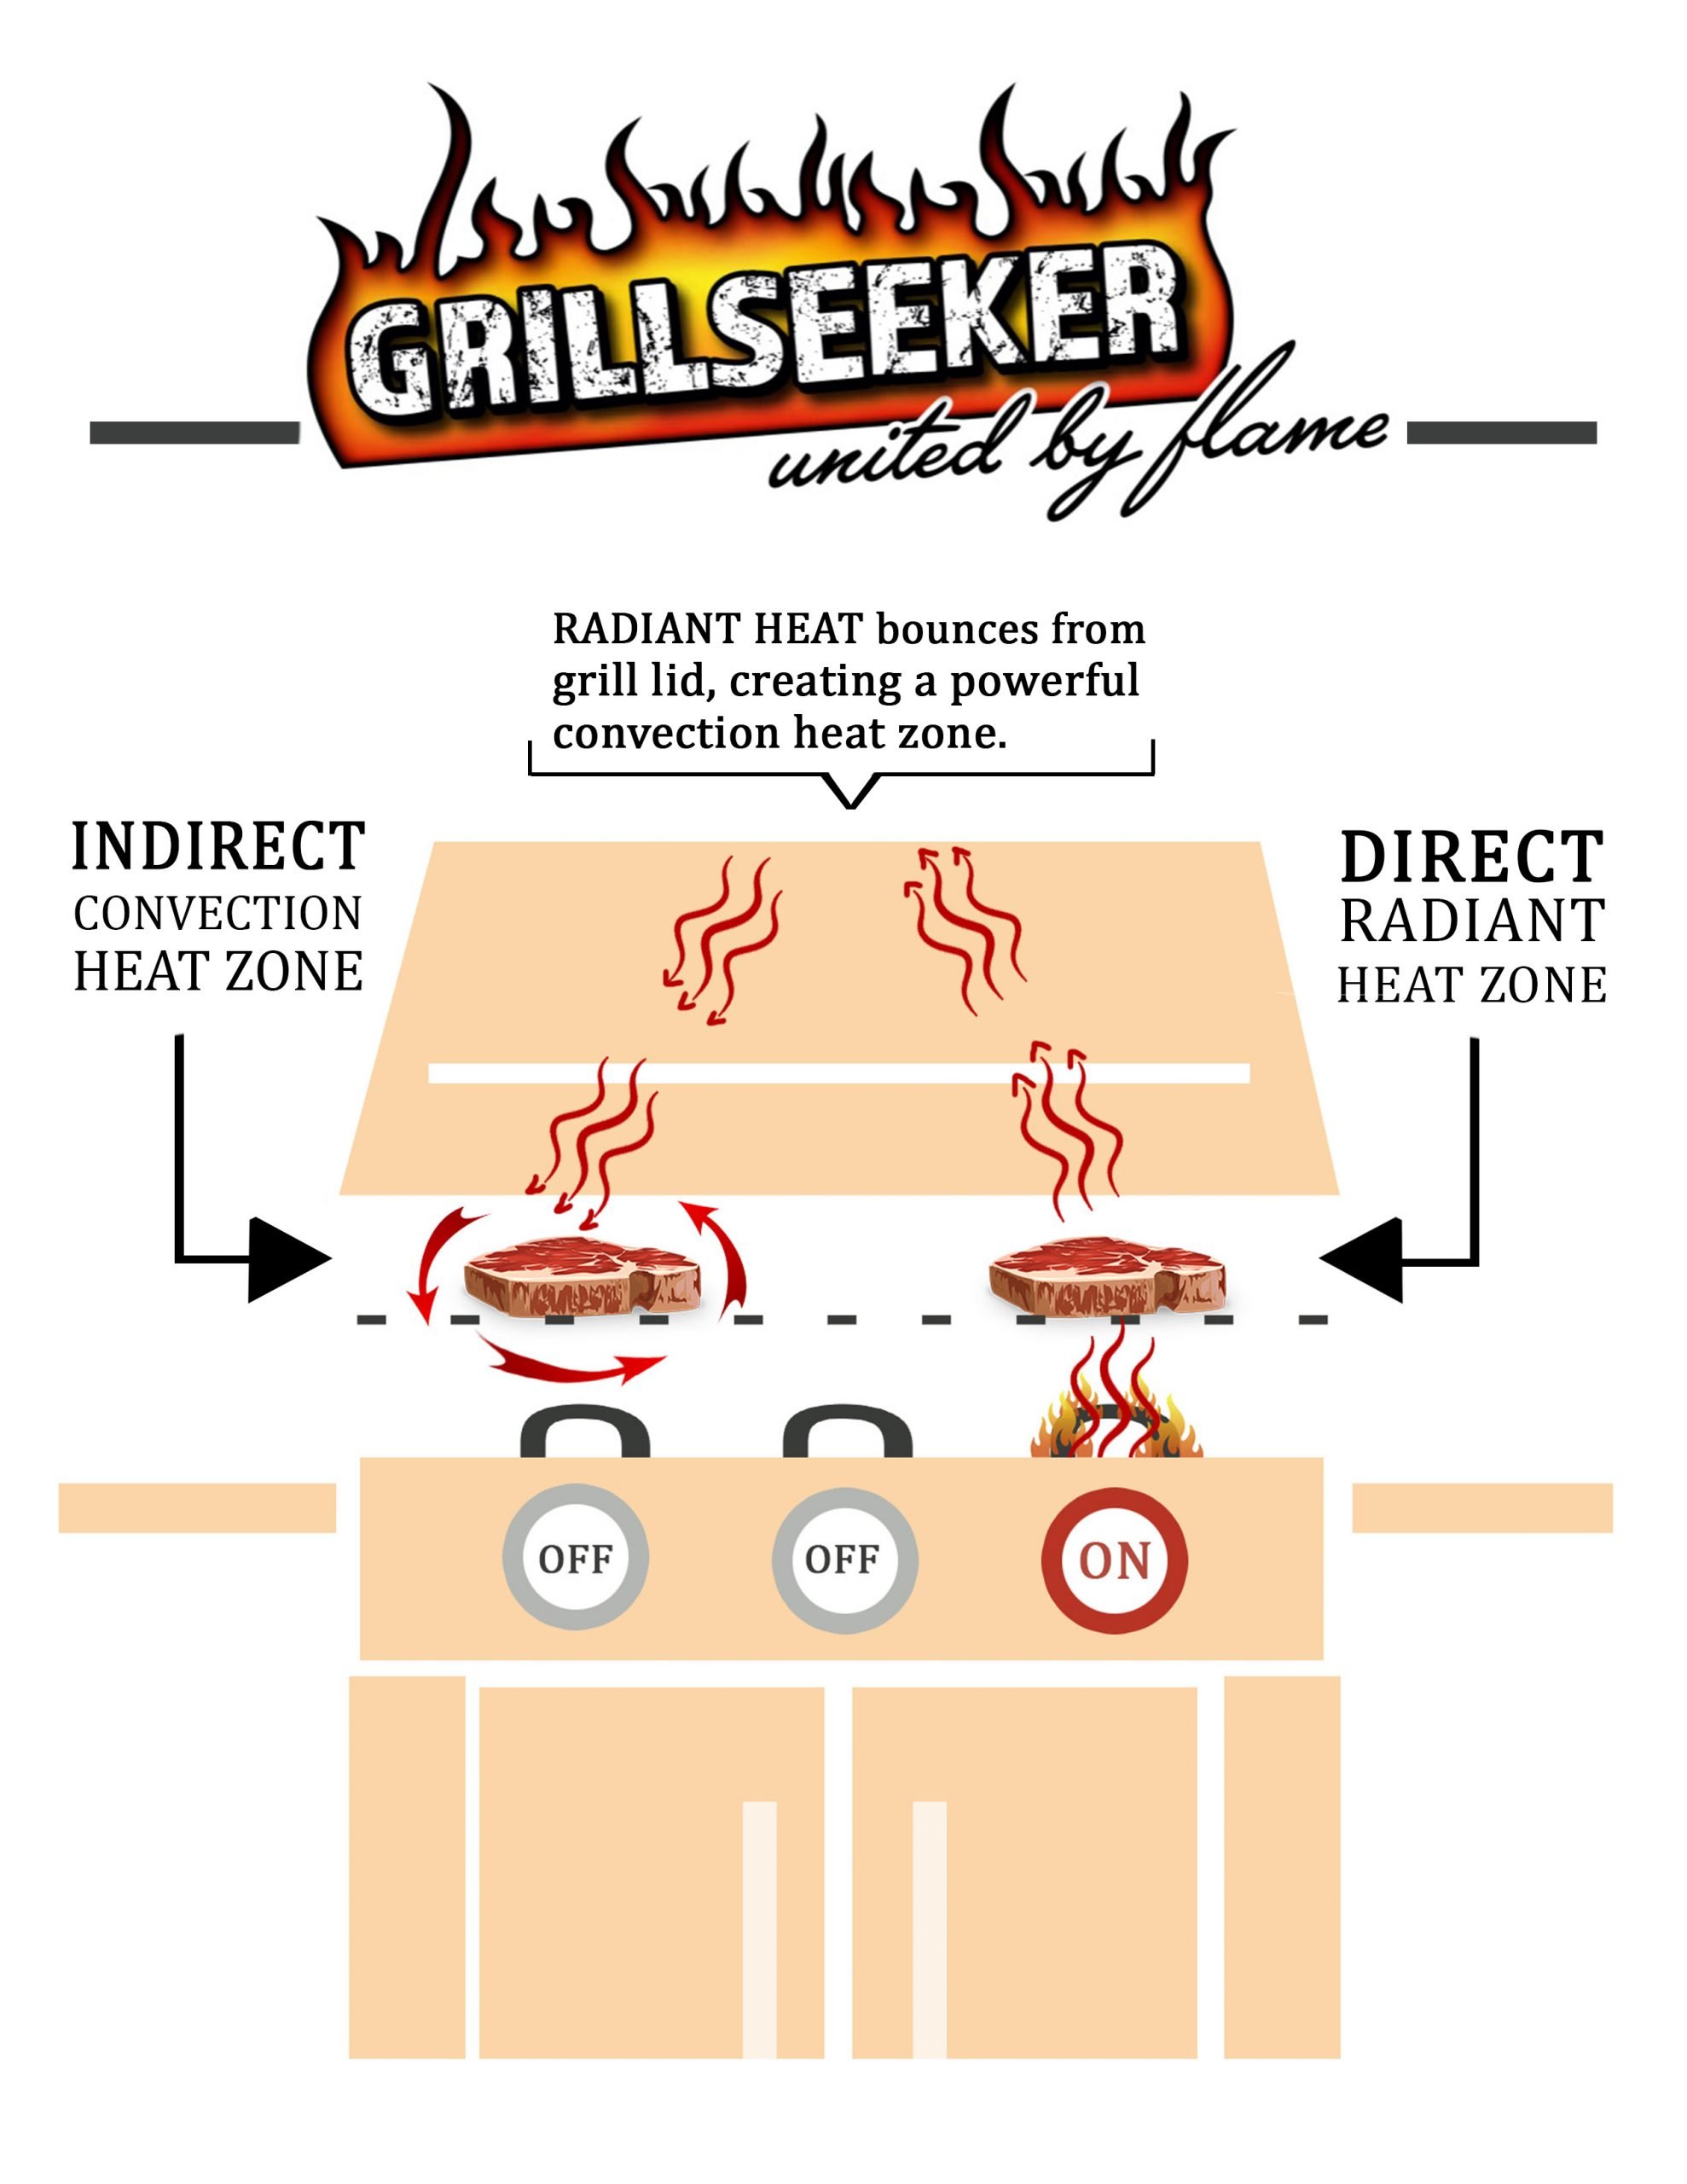 GRILLSEEKER
united by flame
RADIANT HEAT bounces from
grill lid, creating a powerful
convection heat zone.
INDIRECT
CONVECTION
HEAT ZONE
DIRECT
RADIANT
HEAT ZONE
OFF
OFF
ON